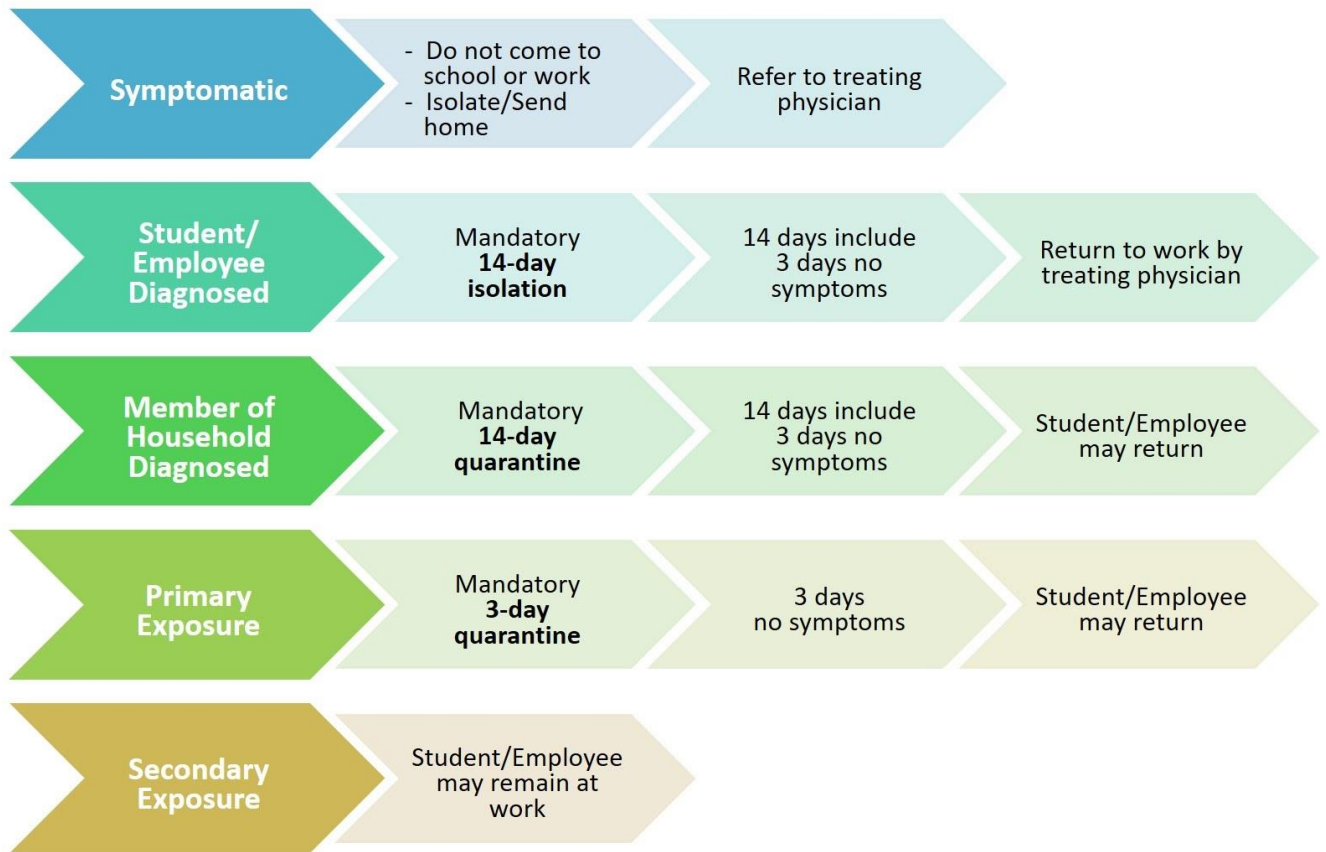 Symptomatic
- Do not come to
school or work
- Isolate/Send
home
Refer to treating
physician
Student/
Employee
Diagnosed
Mandatory
14-day
isolation
14 days include
3 days no
symptoms
Return to work by
treating physician
Member of
Household
Diagnosed
Mandatory
14-day
quarantine
14 days include
3 days no
symptoms
Student/Employee
may return
Primary
Exposure
Mandatory
3-day
quarantine
3 days
no symptoms
Student/Employee
may return
Secondary
Exposure
Student/Employee
may remain at
work